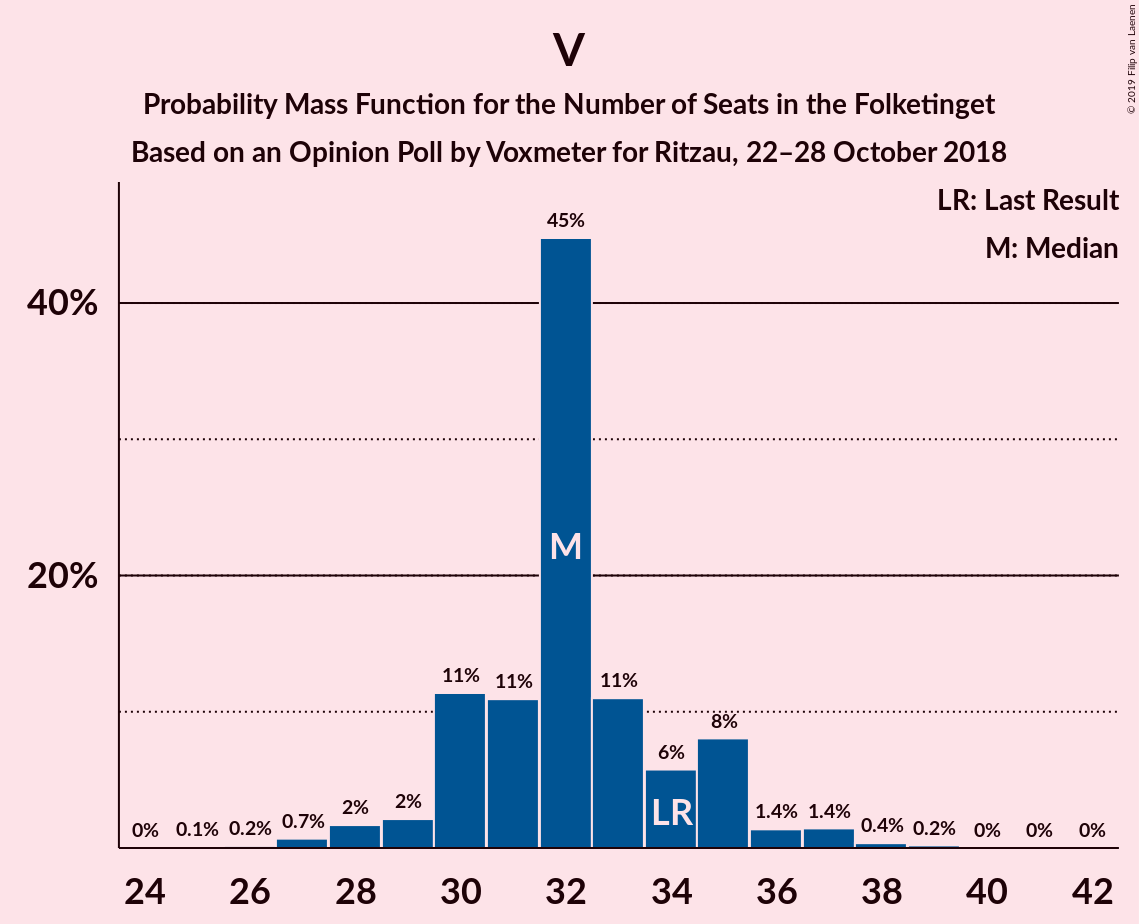 V
Probability Mass Function for the Number of Seats in the Folketinget
Based on an Opinion Poll by Voxmeter for Ritzau, 22–28 October 2018
© 2019 Filip van Laenen
LR: Last Result
M: Median
45%
40%
M
20%
11%
11%
11%
8%
6%
LR
0%
0.1%
0.2%
0.7%
2%
2%
1.4%
1.4%
0.4%
0.2%
0%
0%
0%
24 26 28 30 32 34 36 38 40 42